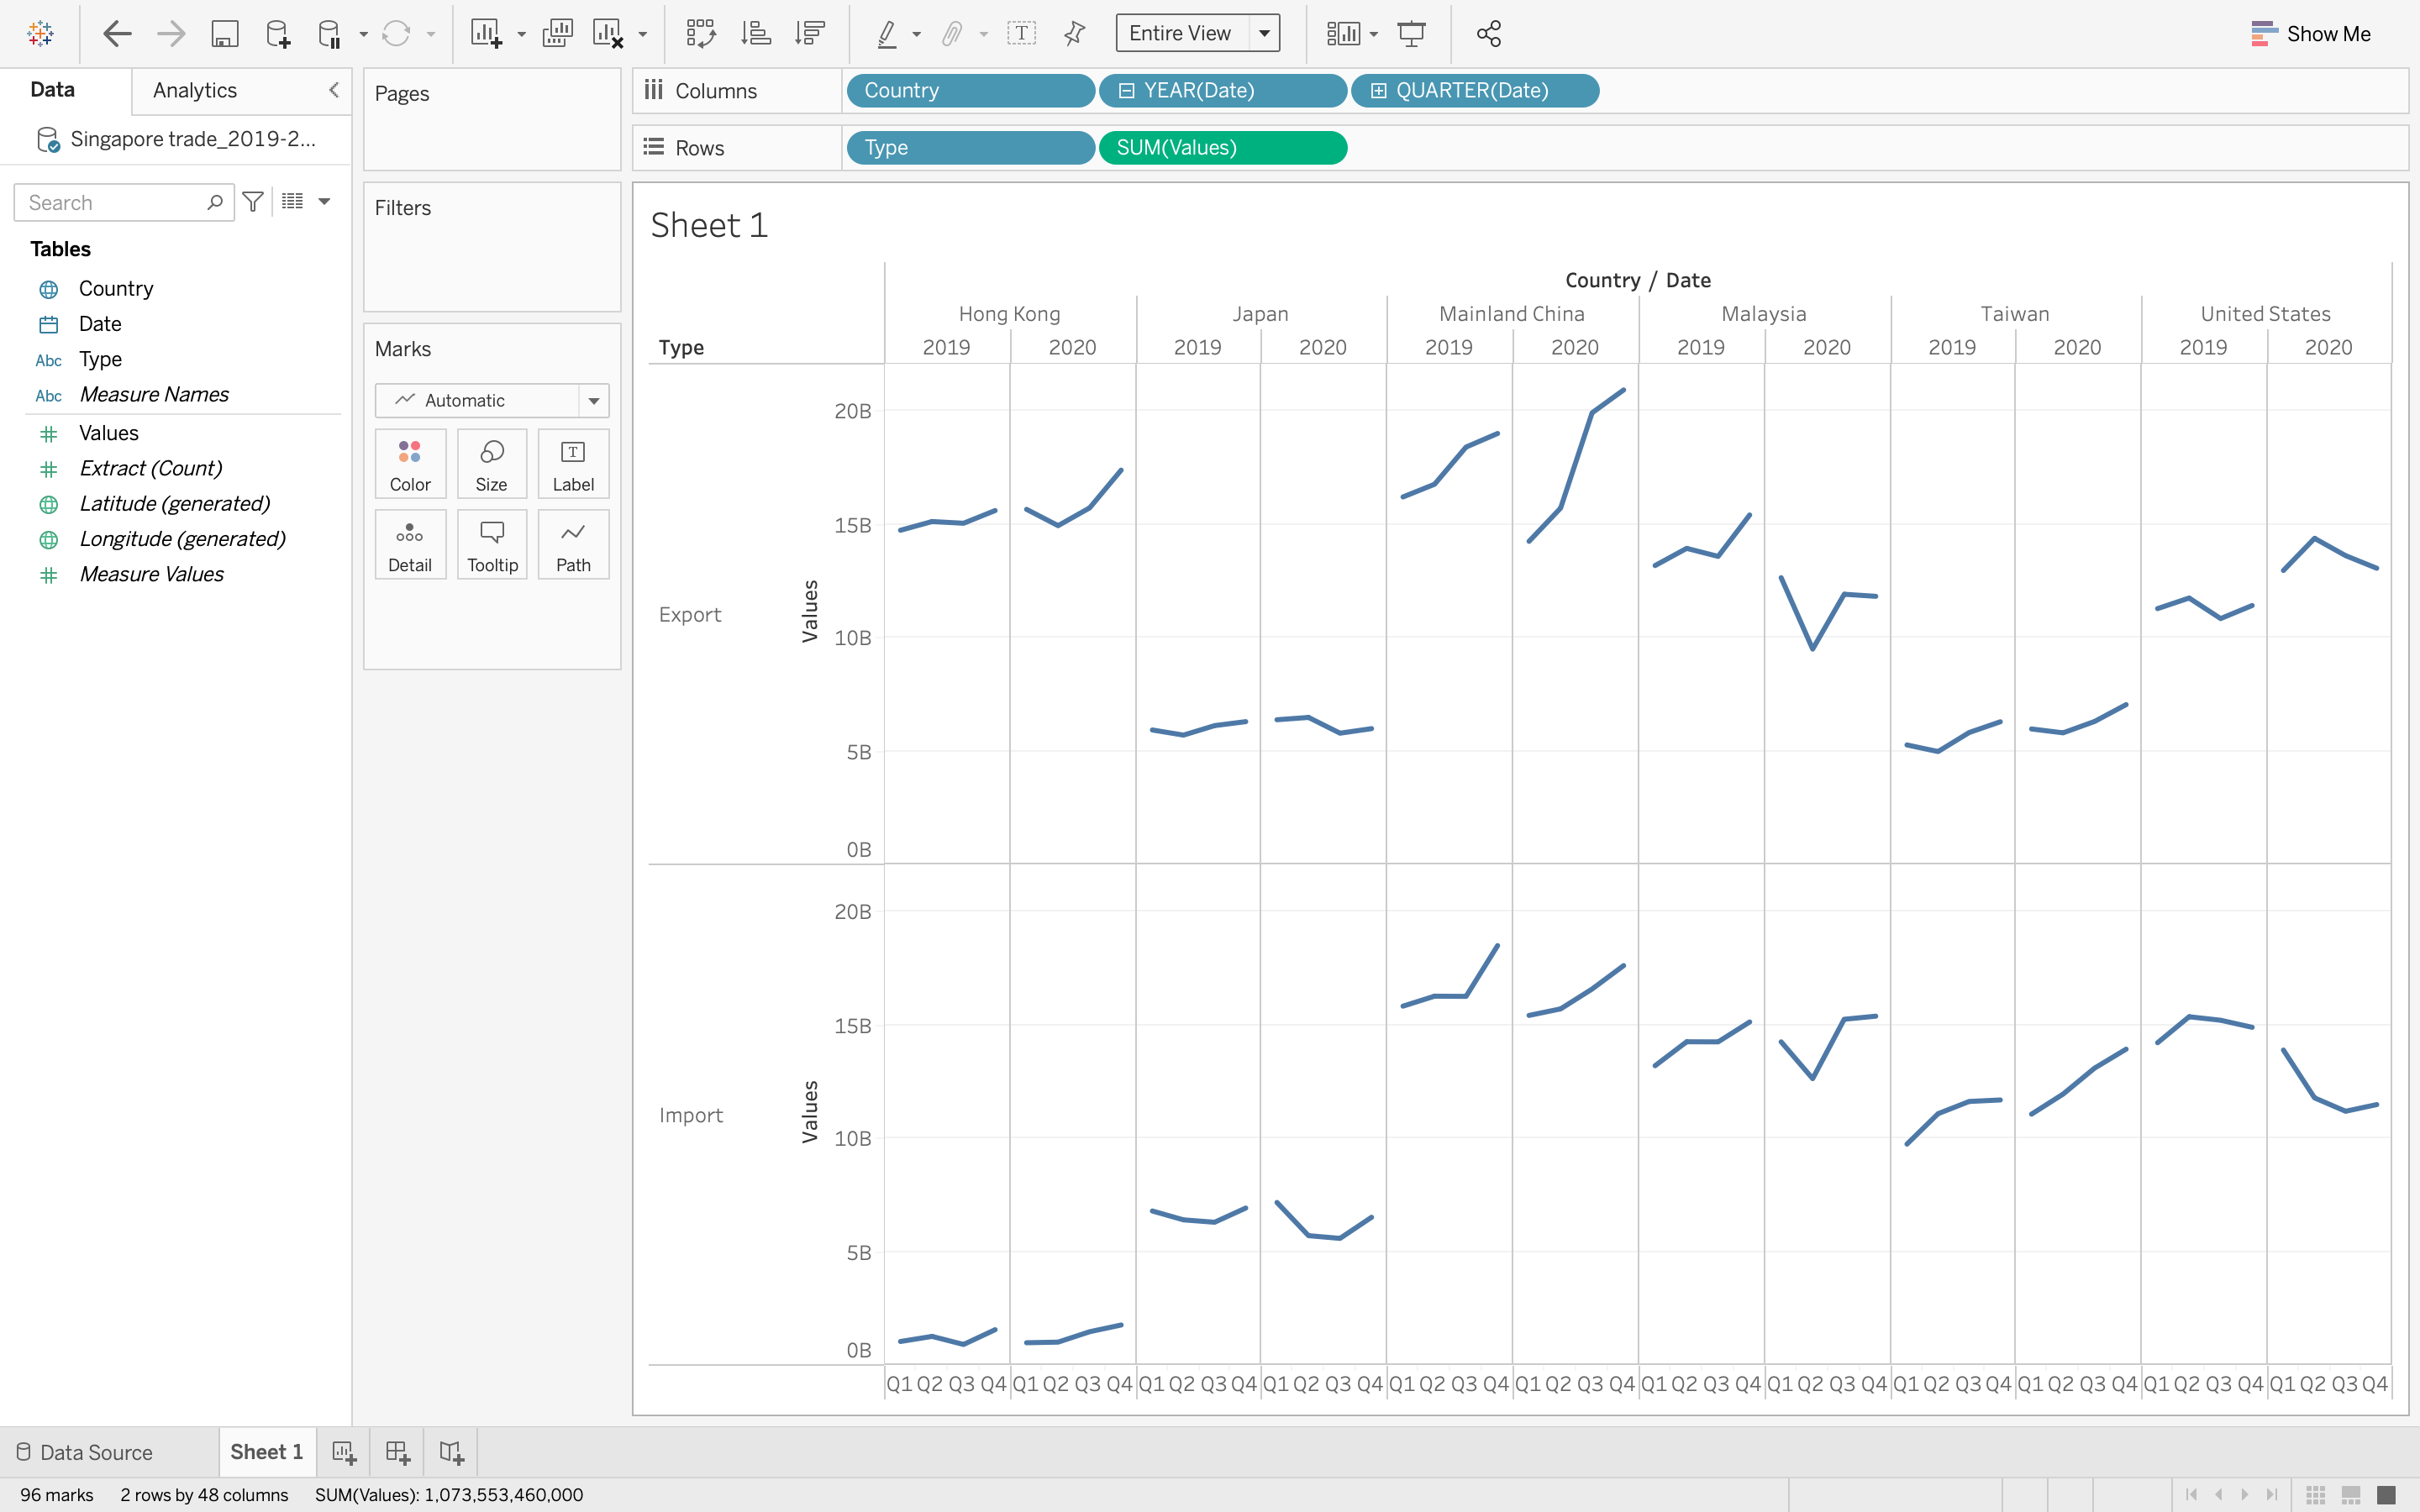 Entire View
Show Me
Data
Analytics
Singapore trade_2019-2...
Search
Tables
Country
Date
Abc Type
Abc Measure Names
Values
Extract (Count)
Latitude (generated)
Longitude (generated)
Measure Values
Pages
Filters
Marks
Automatic
Color Size Label
Detail Tooltip Path
Columns Country YEAR(Date) QUARTER(Date)
Rows Type SUM(Values)
Sheet 1
Country / Date
Hong Kong Japan Mainland China Malaysia Taiwan United States
Type 2019 2020 2019 2020 2019 2020 2019 2020 2019 2020 2019 2020
Export
Values
20B
15B
10B
5B
0B
Import
Values
20B
15B
10B
5B
0B
Q1 Q2 Q3 Q4 Q1 Q2 Q3 Q4 Q1 Q2 Q3 Q4 Q1 Q2 Q3 Q4 Q1 Q2 Q3 Q4 Q1 Q2 Q3 Q4 Q1 Q2 Q3 Q4 Q1 Q2 Q3 Q4 Q1 Q2 Q3 Q4 Q1 Q2 Q3 Q4 Q1 Q2 Q3 Q4 Q1 Q2 Q3 Q4
Data Source
Sheet 1
96 marks 2 rows by 48 columns SUM(Values): 1,073,553,460,000